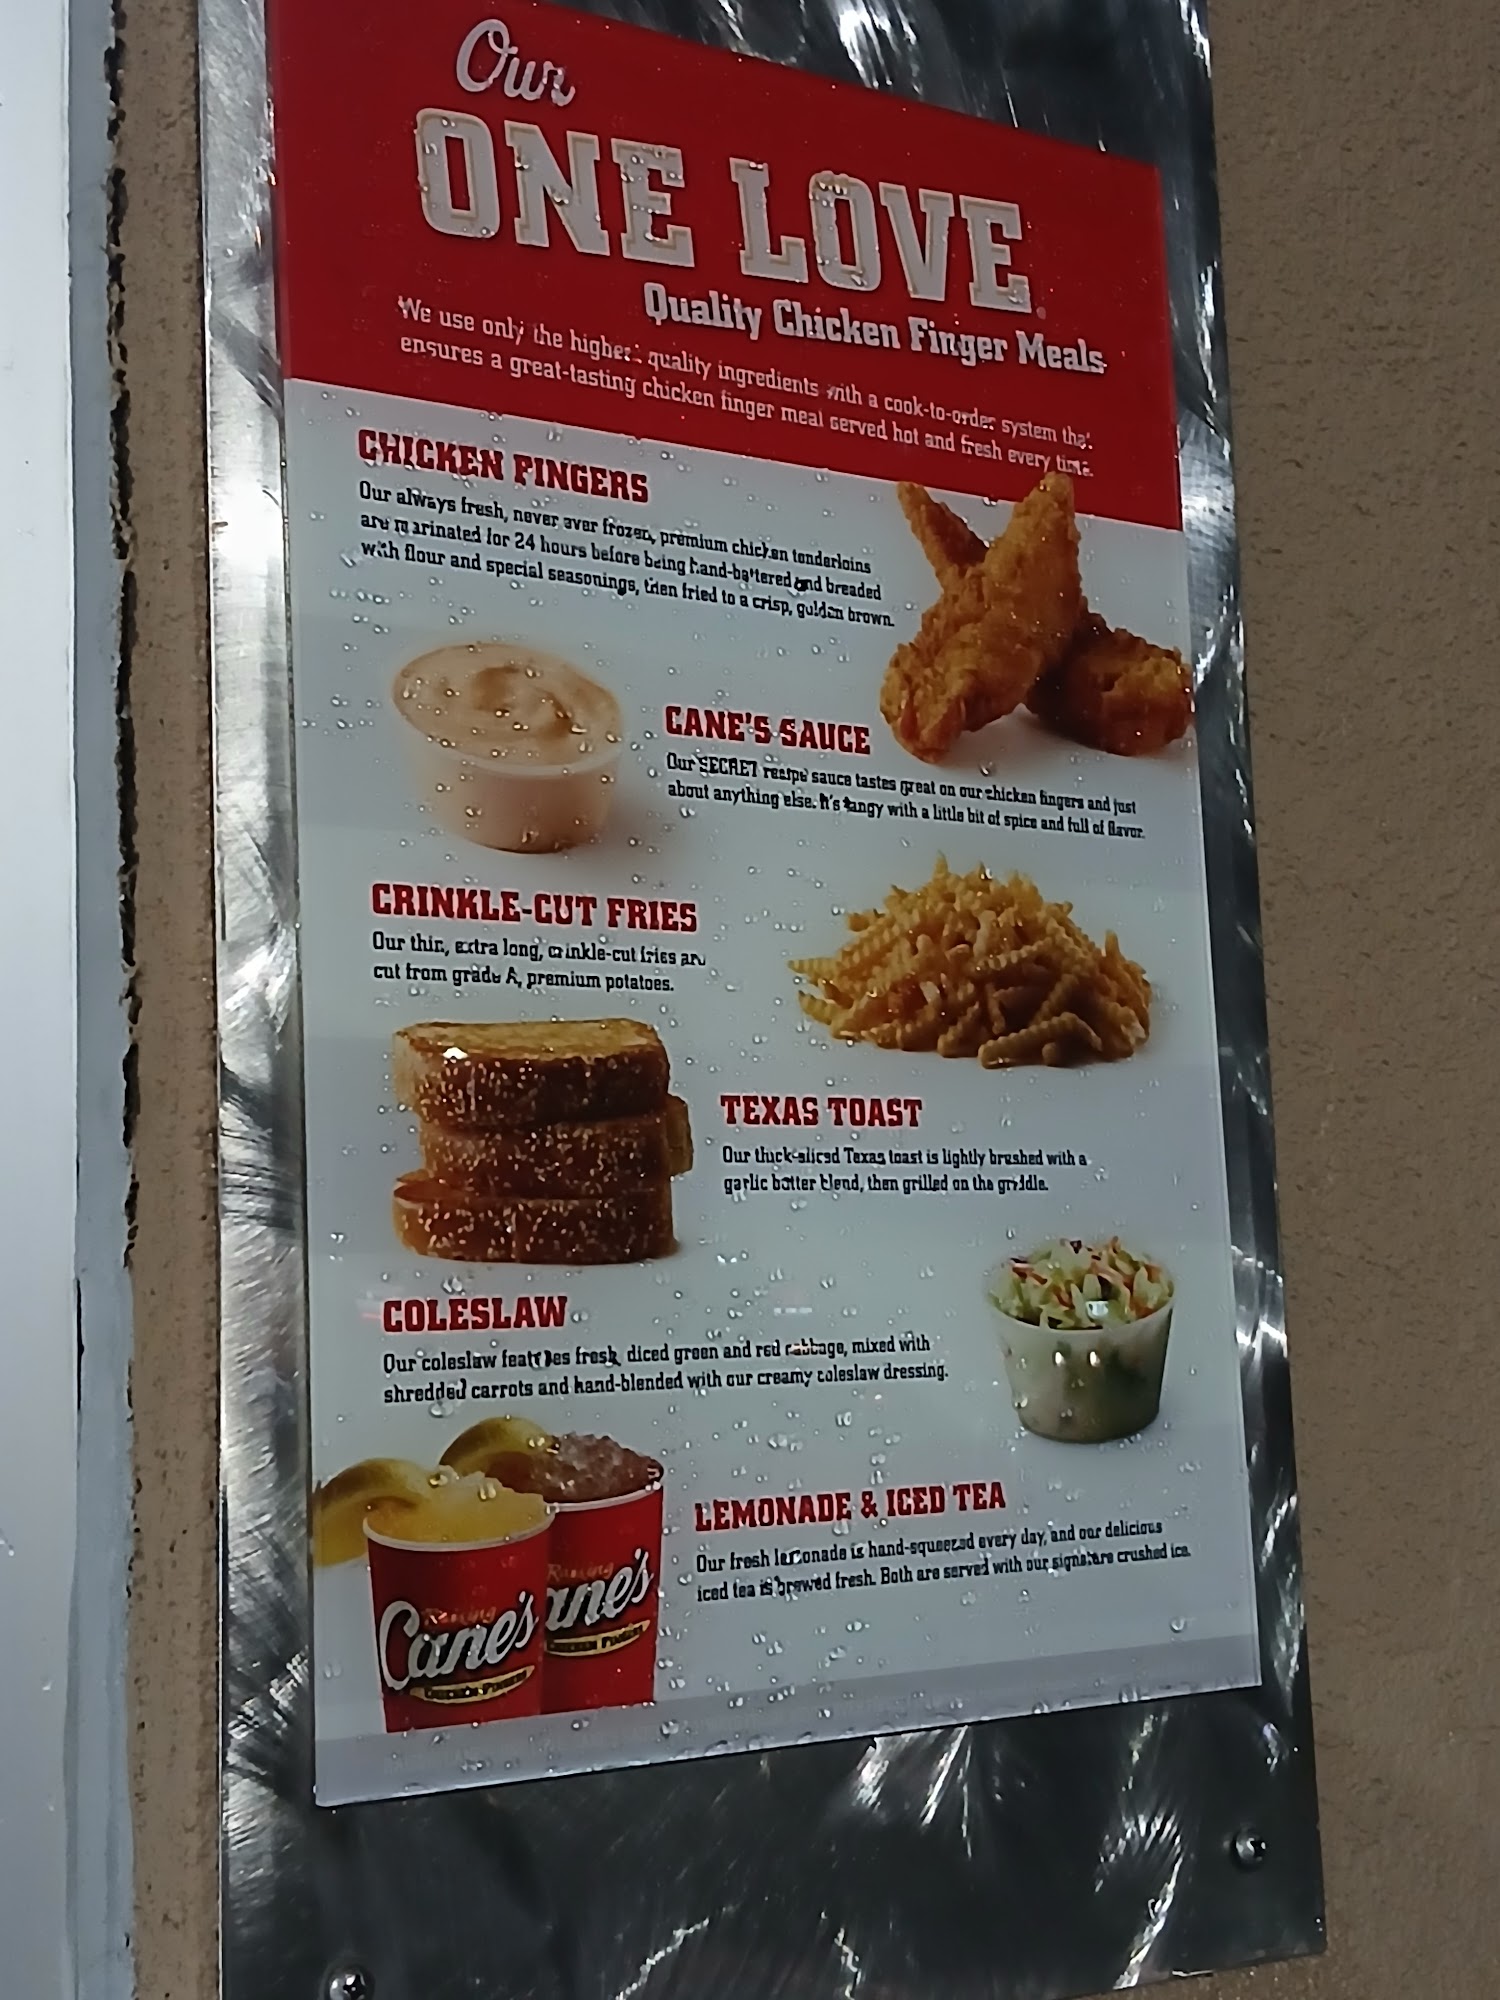 Our
ONE LOVE
Quality Chicken Finger Meals
We use only the highest quality ingredients with a cook-to-order system that
ensures a great-tasting chicken finger meal served hot and fresh every time.
CHICKEN FINGERS
Our always fresh, never ever frozen, premium chicken tenderloins
are marinated for 24 hours before being hand-battered and breaded
with flour and special seasonings, then fried to a crisp, golden brown.
CANE'S SAUCE
Our SECRET recipe sauce tastes great on our chicken fingers and just
about anything else. It's tangy with a little bit of spice and full of flavor.
CRINKLE-CUT FRIES
Our thin, extra long, crinkle-cut fries are
cut from grade A, premium potatoes.
TEXAS TOAST
Our thick-sliced Texas toast is lightly brushed with a
garlic butter blend, then grilled on the griddle.
COLESLAW
Our coleslaw features fresh, diced green and red cabbage, mixed with
shredded carrots and hand-blended with our creamy coleslaw dressing.
LEMONADE & ICED TEA
Our fresh lemonade is hand-squeezed every day, and our delicious
iced tea is brewed fresh. Both are served with our signature crushed ice.
Raising
Cane's
CHICKEN FINGERS
Raising
ane's
CHICKEN FINGERS